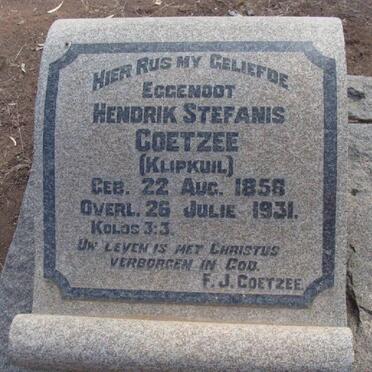 HIER RUS MY GELIEFDE
EGGENOOT
HENDRIK STEFANIS
COETZEE
(KLIPKUIL)
GEB. 22 AUG. 1856
OVERL. 26 JULIE 1931.
KOLOS 3:3.
UW LEVEN IS MET CHRISTUS
VERBORGEN IN GOD.
F. J. COETZEE.